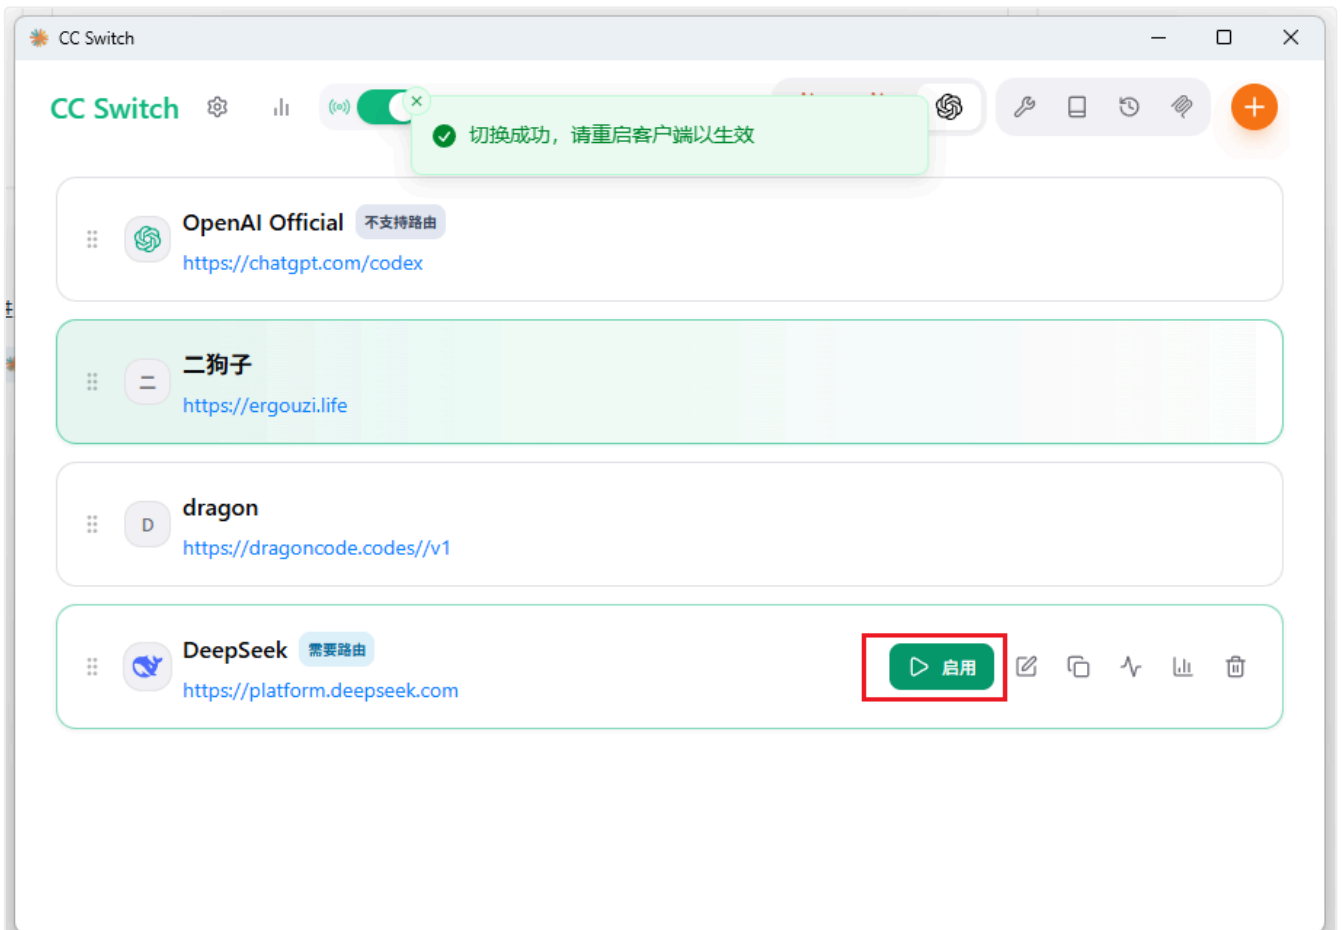 CC Switch
CC Switch
切换成功，请重启客户端以生效
OpenAI Official 不支持路由
https://chatgpt.com/codex
二
二狗子
https://ergouzi.life
D
dragon
https://dragoncode.codes//v1
DeepSeek 需要路由
https://platform.deepseek.com
启用